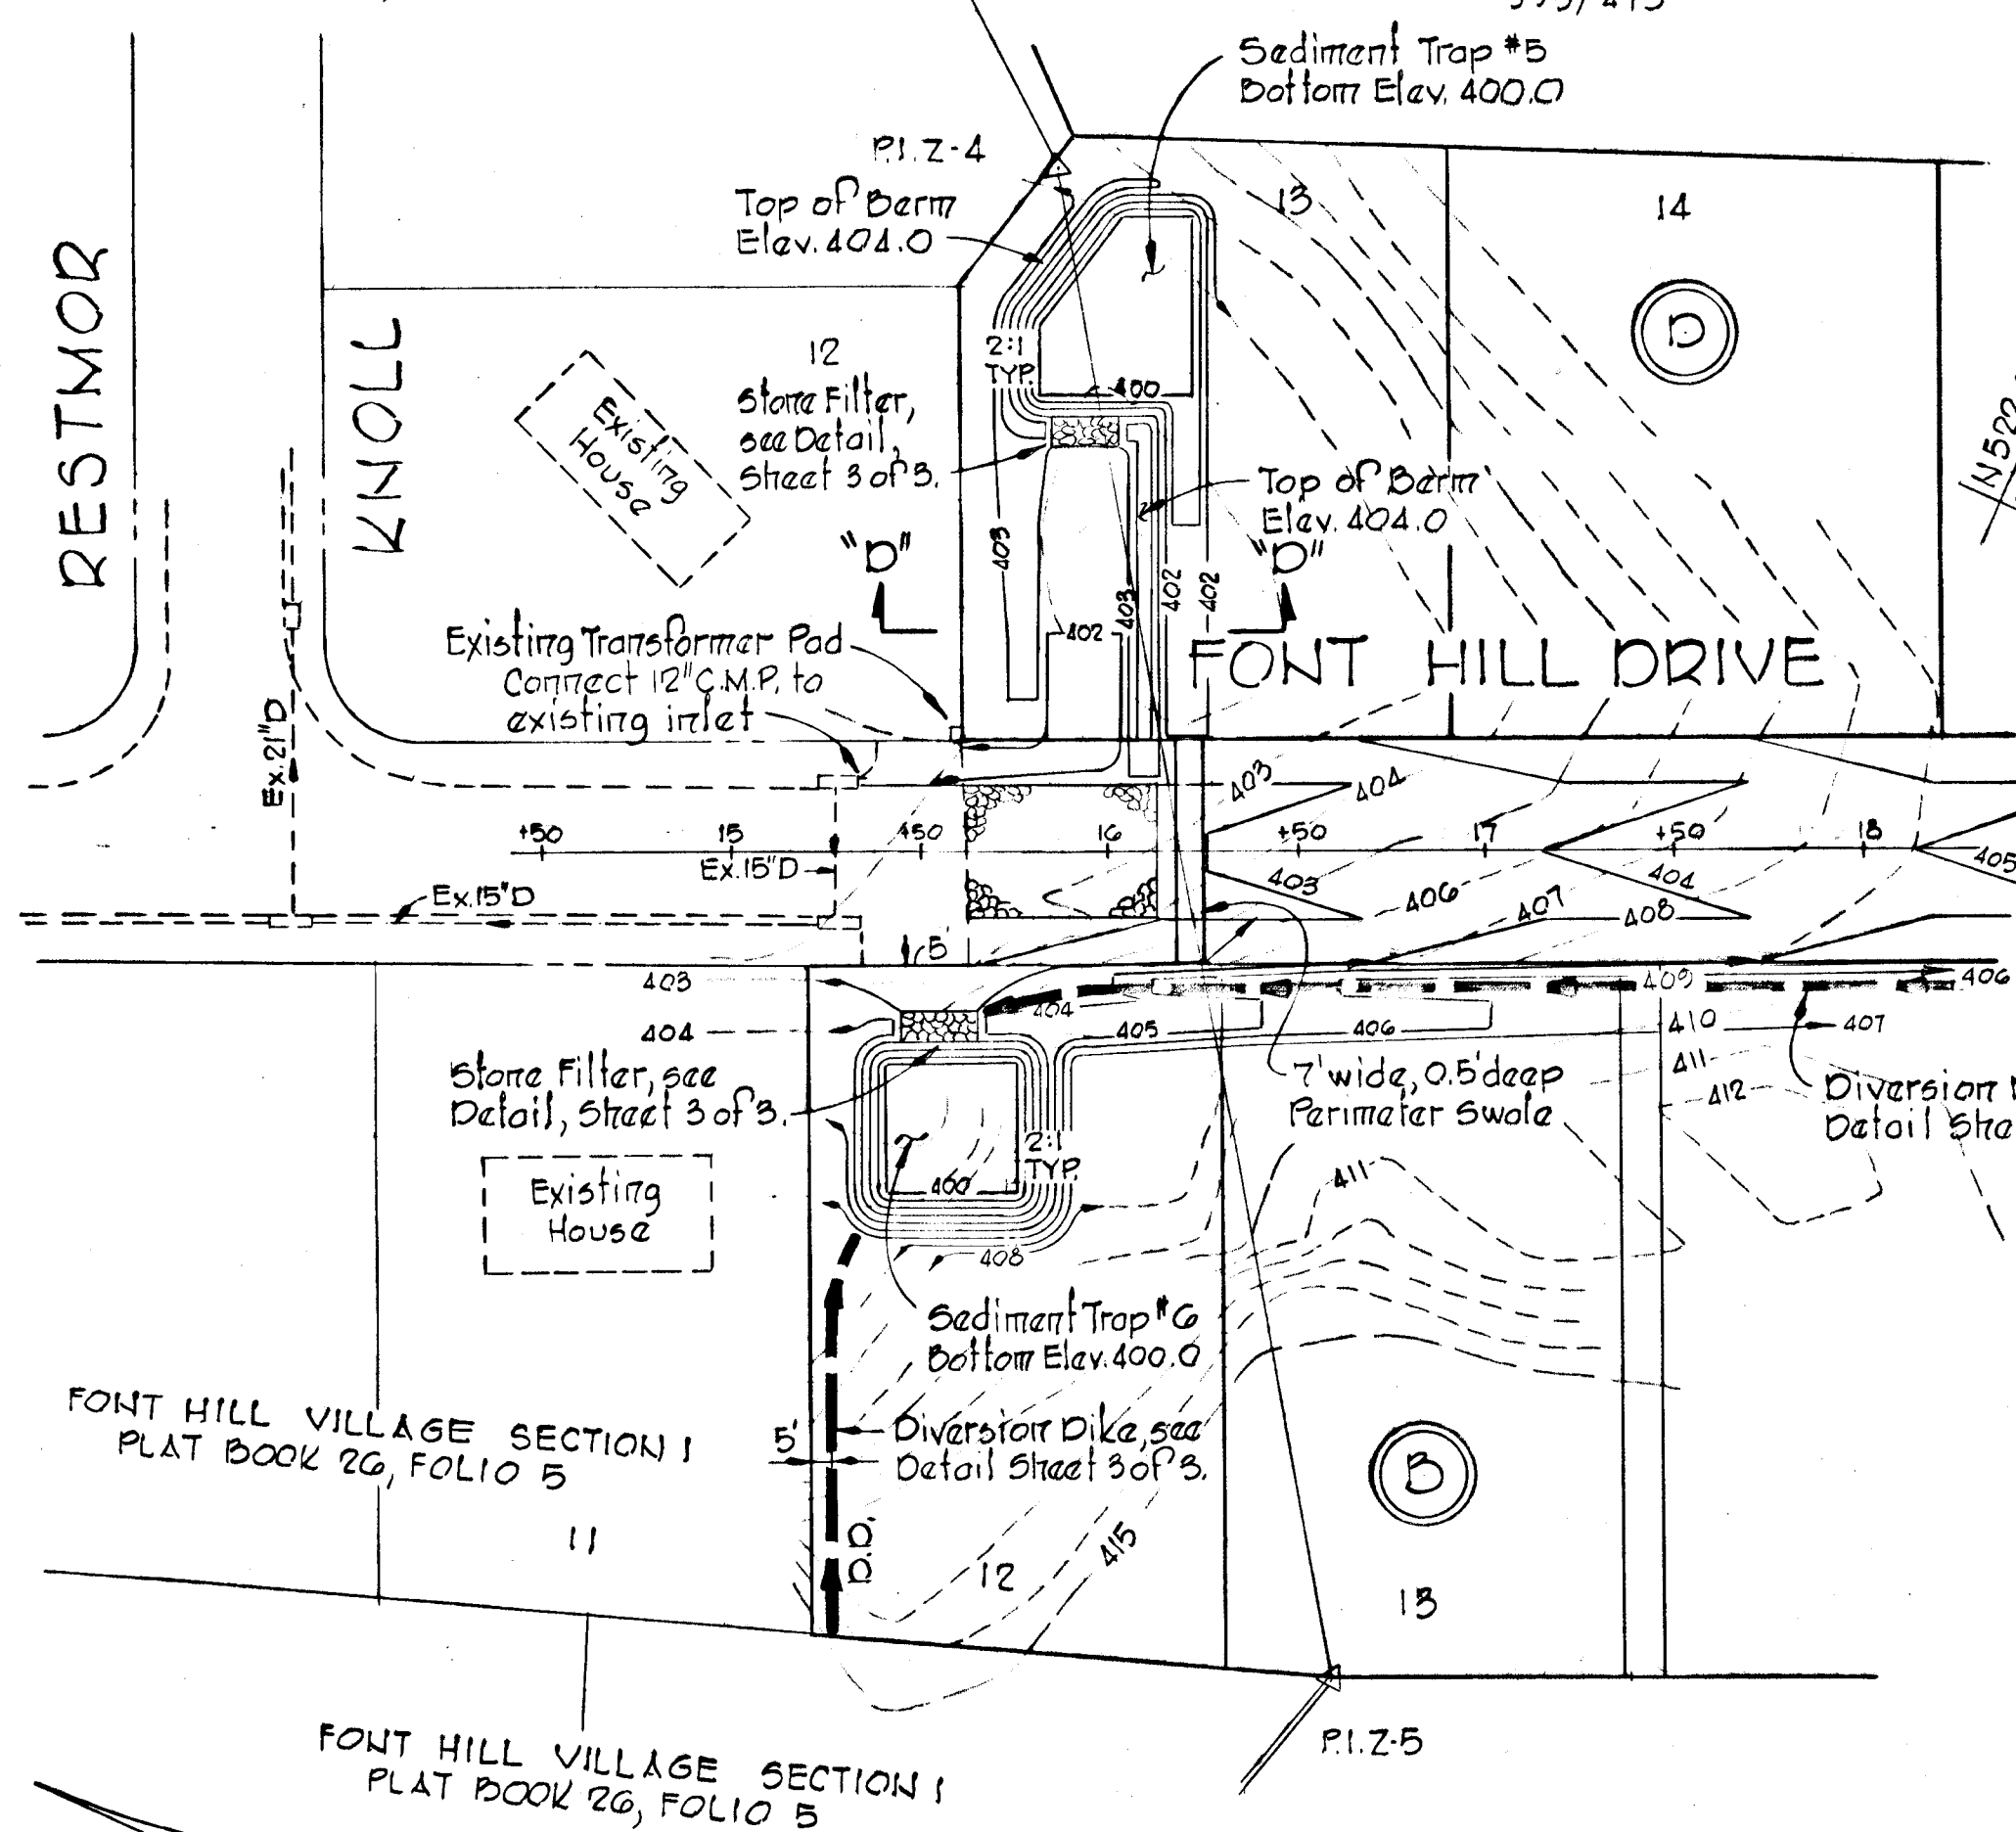 Sediment Trap #5
Bottom Elev. 400.0
P.I. Z-4
Top of Berm
Elev. 404.0
13
14
D
RESTMOR
KNOLL
12
Existing
House
2:1
TYP.
400
Stone Filter,
see Detail,
Sheet 3 of 3.
Top of Berm
Elev. 404.0
"D"
"D"
403
403
402
402
402
FONT HILL DRIVE
Existing Transformer Pad
Connect 12" C.M.P. to
existing inlet
Ex. 21"D
403
404
+50
15
+50
16
+50
17
+50
18
Ex. 15"D
Ex. 15"D
403
404
405
406
407
408
5'
403
404
404
405
406
409
406
410
407
411
412
Stone Filter, see
Detail, Sheet 3 of 3.
7' wide, 0.5' deep
Perimeter Swale
Diversion
Existing
House
2:1
TYP.
400
408
411
Sediment Trap #6
Bottom Elev. 400.0
FONT HILL VILLAGE SECTION 1
PLAT BOOK 26, FOLIO 5
5'
Diversion Dike, see
Detail Sheet 3 of 3.
B
11
D.D.
12
415
13
P.I. Z-5
FONT HILL VILLAGE SECTION 1
PLAT BOOK 26, FOLIO 5